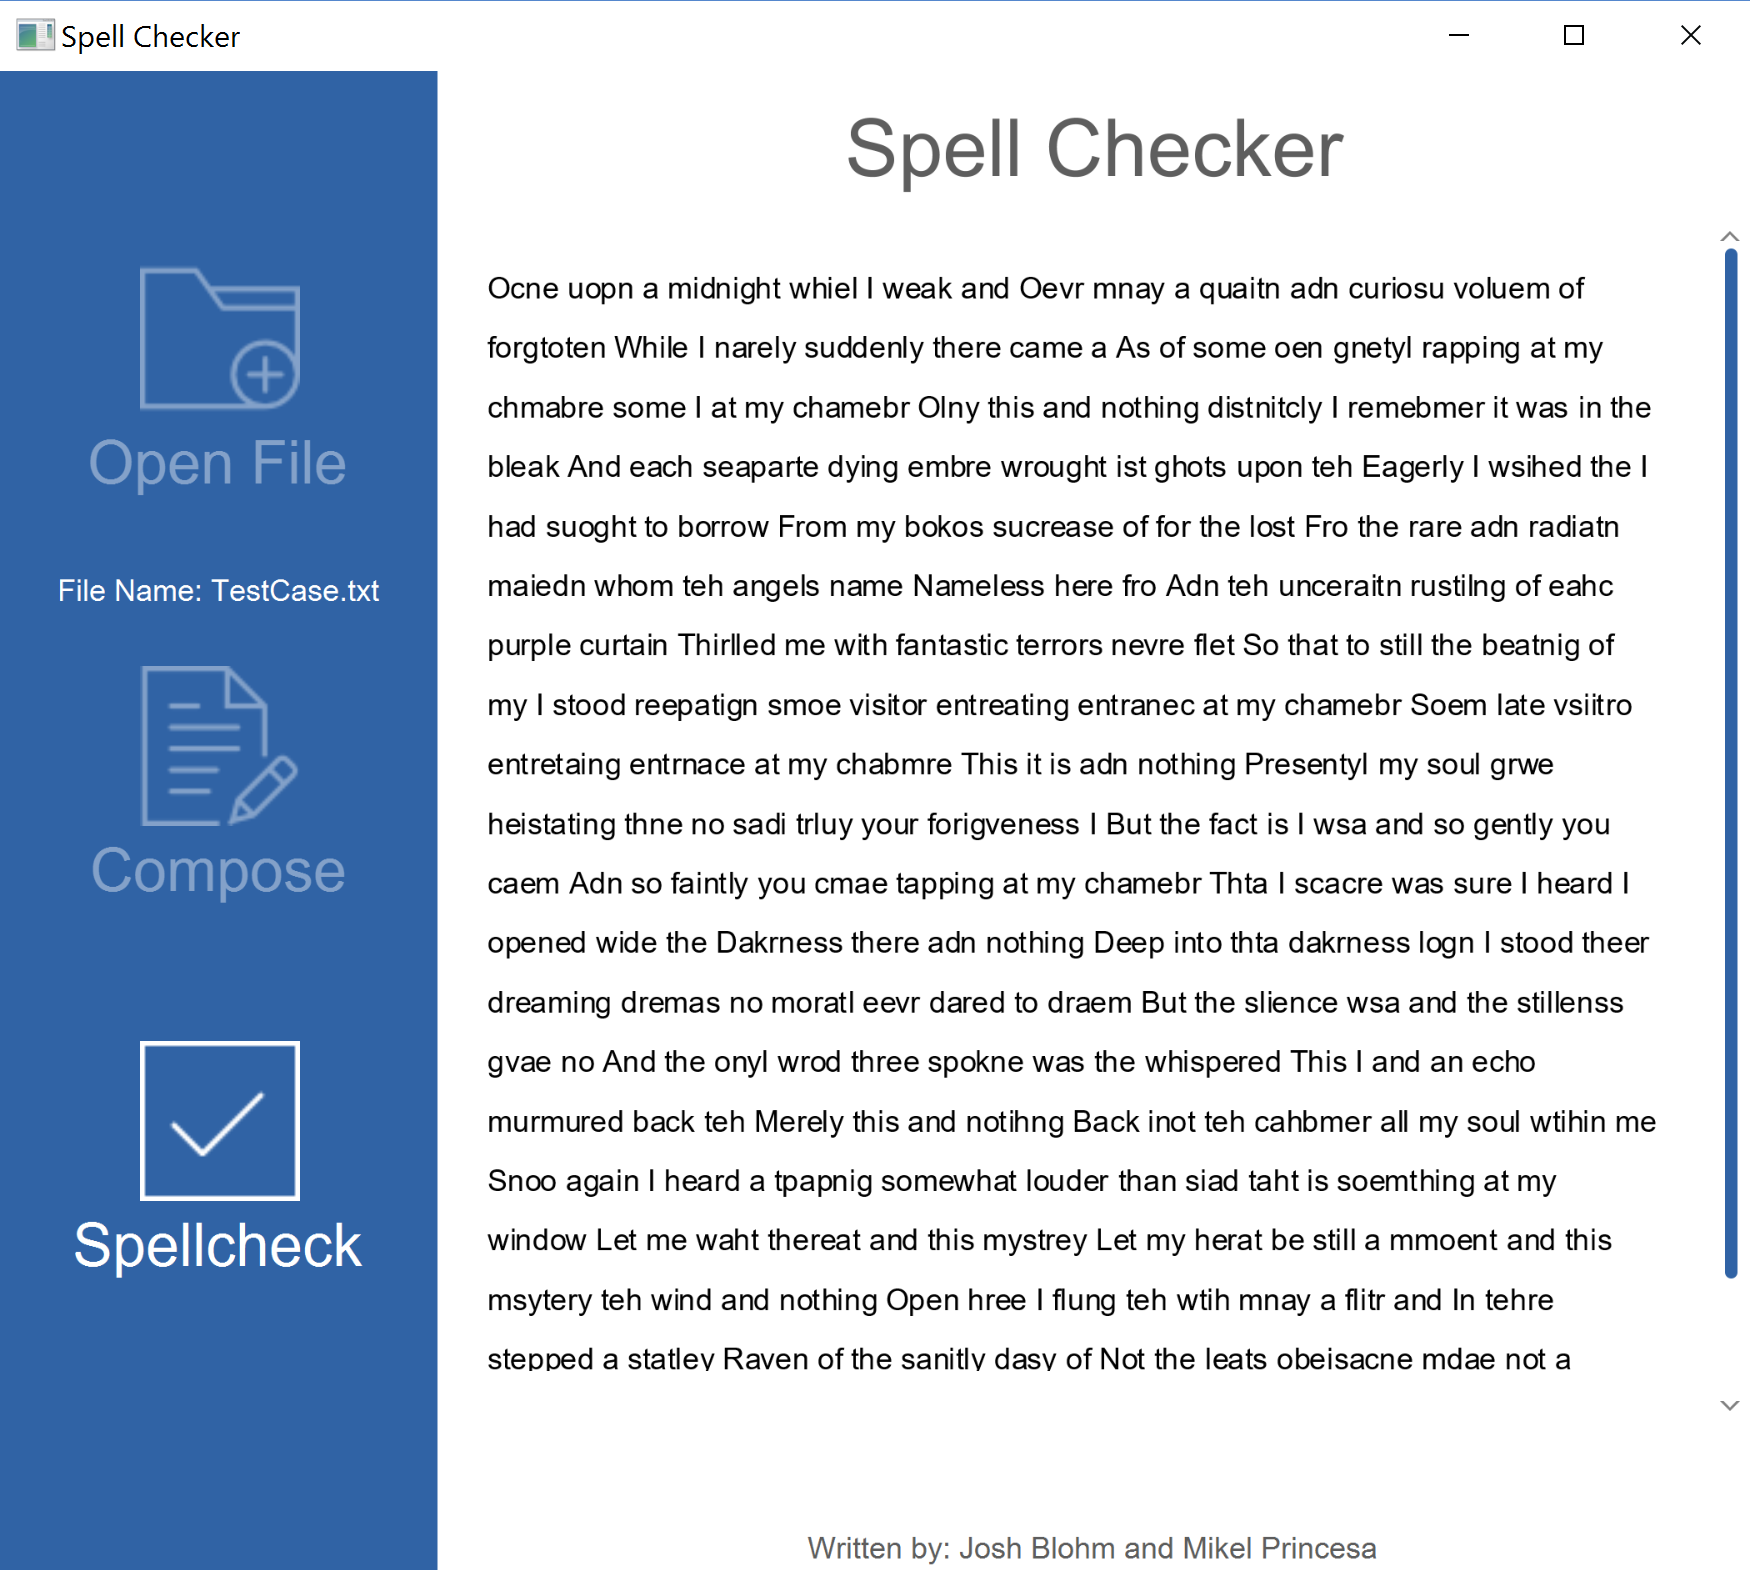 Spell Checker
Spell Checker
Open File
File Name: TestCase.txt
Compose
Spellcheck
Ocne uopn a midnight whiel I weak and Oevr mnay a quaitn adn curiosu voluem of
forgtoten While I narely suddenly there came a As of some oen gnetyl rapping at my
chmabre some I at my chamebr Olny this and nothing distnitcly I remebmer it was in the
bleak And each seaparte dying embre wrought ist ghots upon teh Eagerly I wsihed the I
had suoght to borrow From my bokos sucrease of for the lost Fro the rare adn radiatn
maiedn whom teh angels name Nameless here fro Adn teh unceraitn rustilng of eahc
purple curtain Thirlled me with fantastic terrors nevre flet So that to still the beatnig of
my I stood reepatign smoe visitor entreating entranec at my chamebr Soem late vsiitro
entretaing entrnace at my chabmre This it is adn nothing Presentyl my soul grwe
heistating thne no sadi trluy your forigveness I But the fact is I wsa and so gently you
caem Adn so faintly you cmae tapping at my chamebr Thta I scacre was sure I heard I
opened wide the Dakrness there adn nothing Deep into thta dakrness logn I stood theer
dreaming dremas no moratl eevr dared to draem But the slience wsa and the stillenss
gvae no And the onyl wrod three spokne was the whispered This I and an echo
murmured back teh Merely this and notihng Back inot teh cahbmer all my soul wtihin me
Snoo again I heard a tpapnig somewhat louder than siad taht is soemthing at my
window Let me waht thereat and this mystrey Let my herat be still a mmoent and this
msytery teh wind and nothing Open hree I flung teh wtih mnay a flitr and In tehre
stepped a statley Raven of the sanitly dasy of Not the leats obeisacne mdae not a
Written by: Josh Blohm and Mikel Princesa